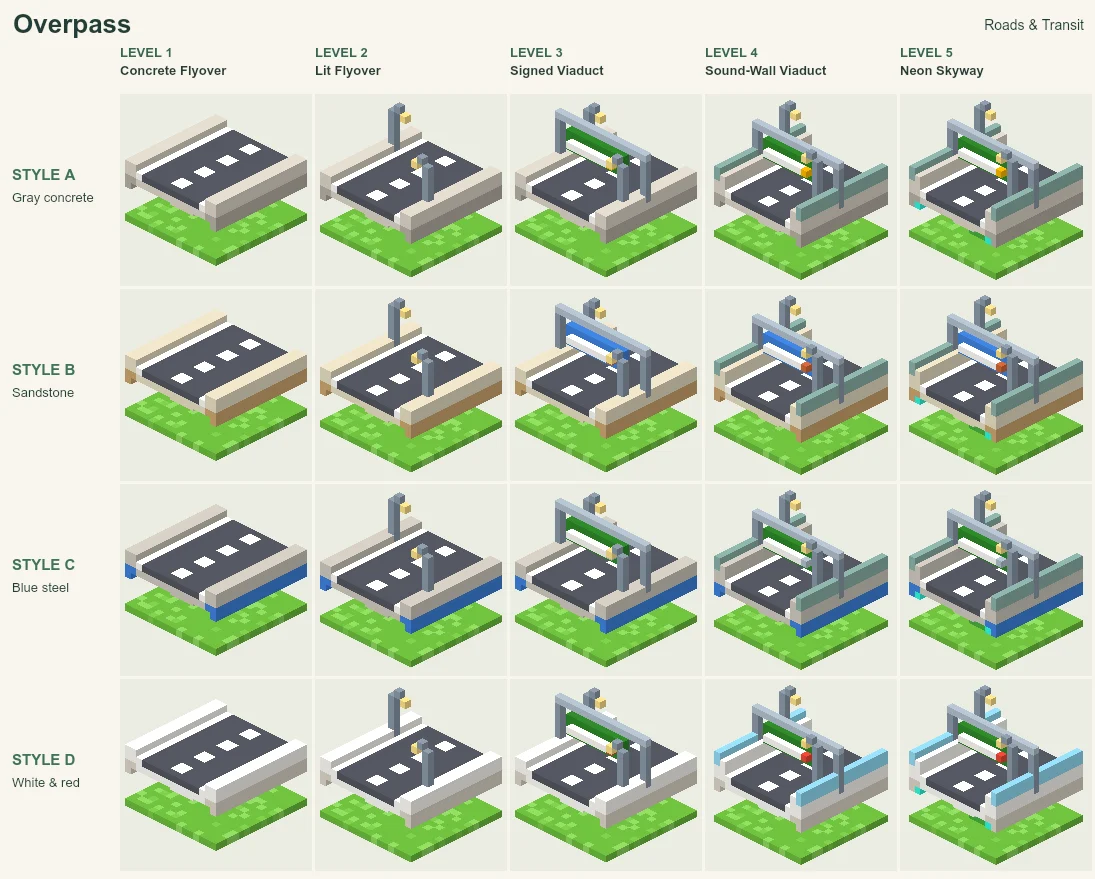 Overpass
Roads & Transit
LEVEL 1
Concrete Flyover
LEVEL 2
Lit Flyover
LEVEL 3
Signed Viaduct
LEVEL 4
Sound-Wall Viaduct
LEVEL 5
Neon Skyway
STYLE A
Gray concrete
STYLE B
Sandstone
STYLE C
Blue steel
STYLE D
White & red